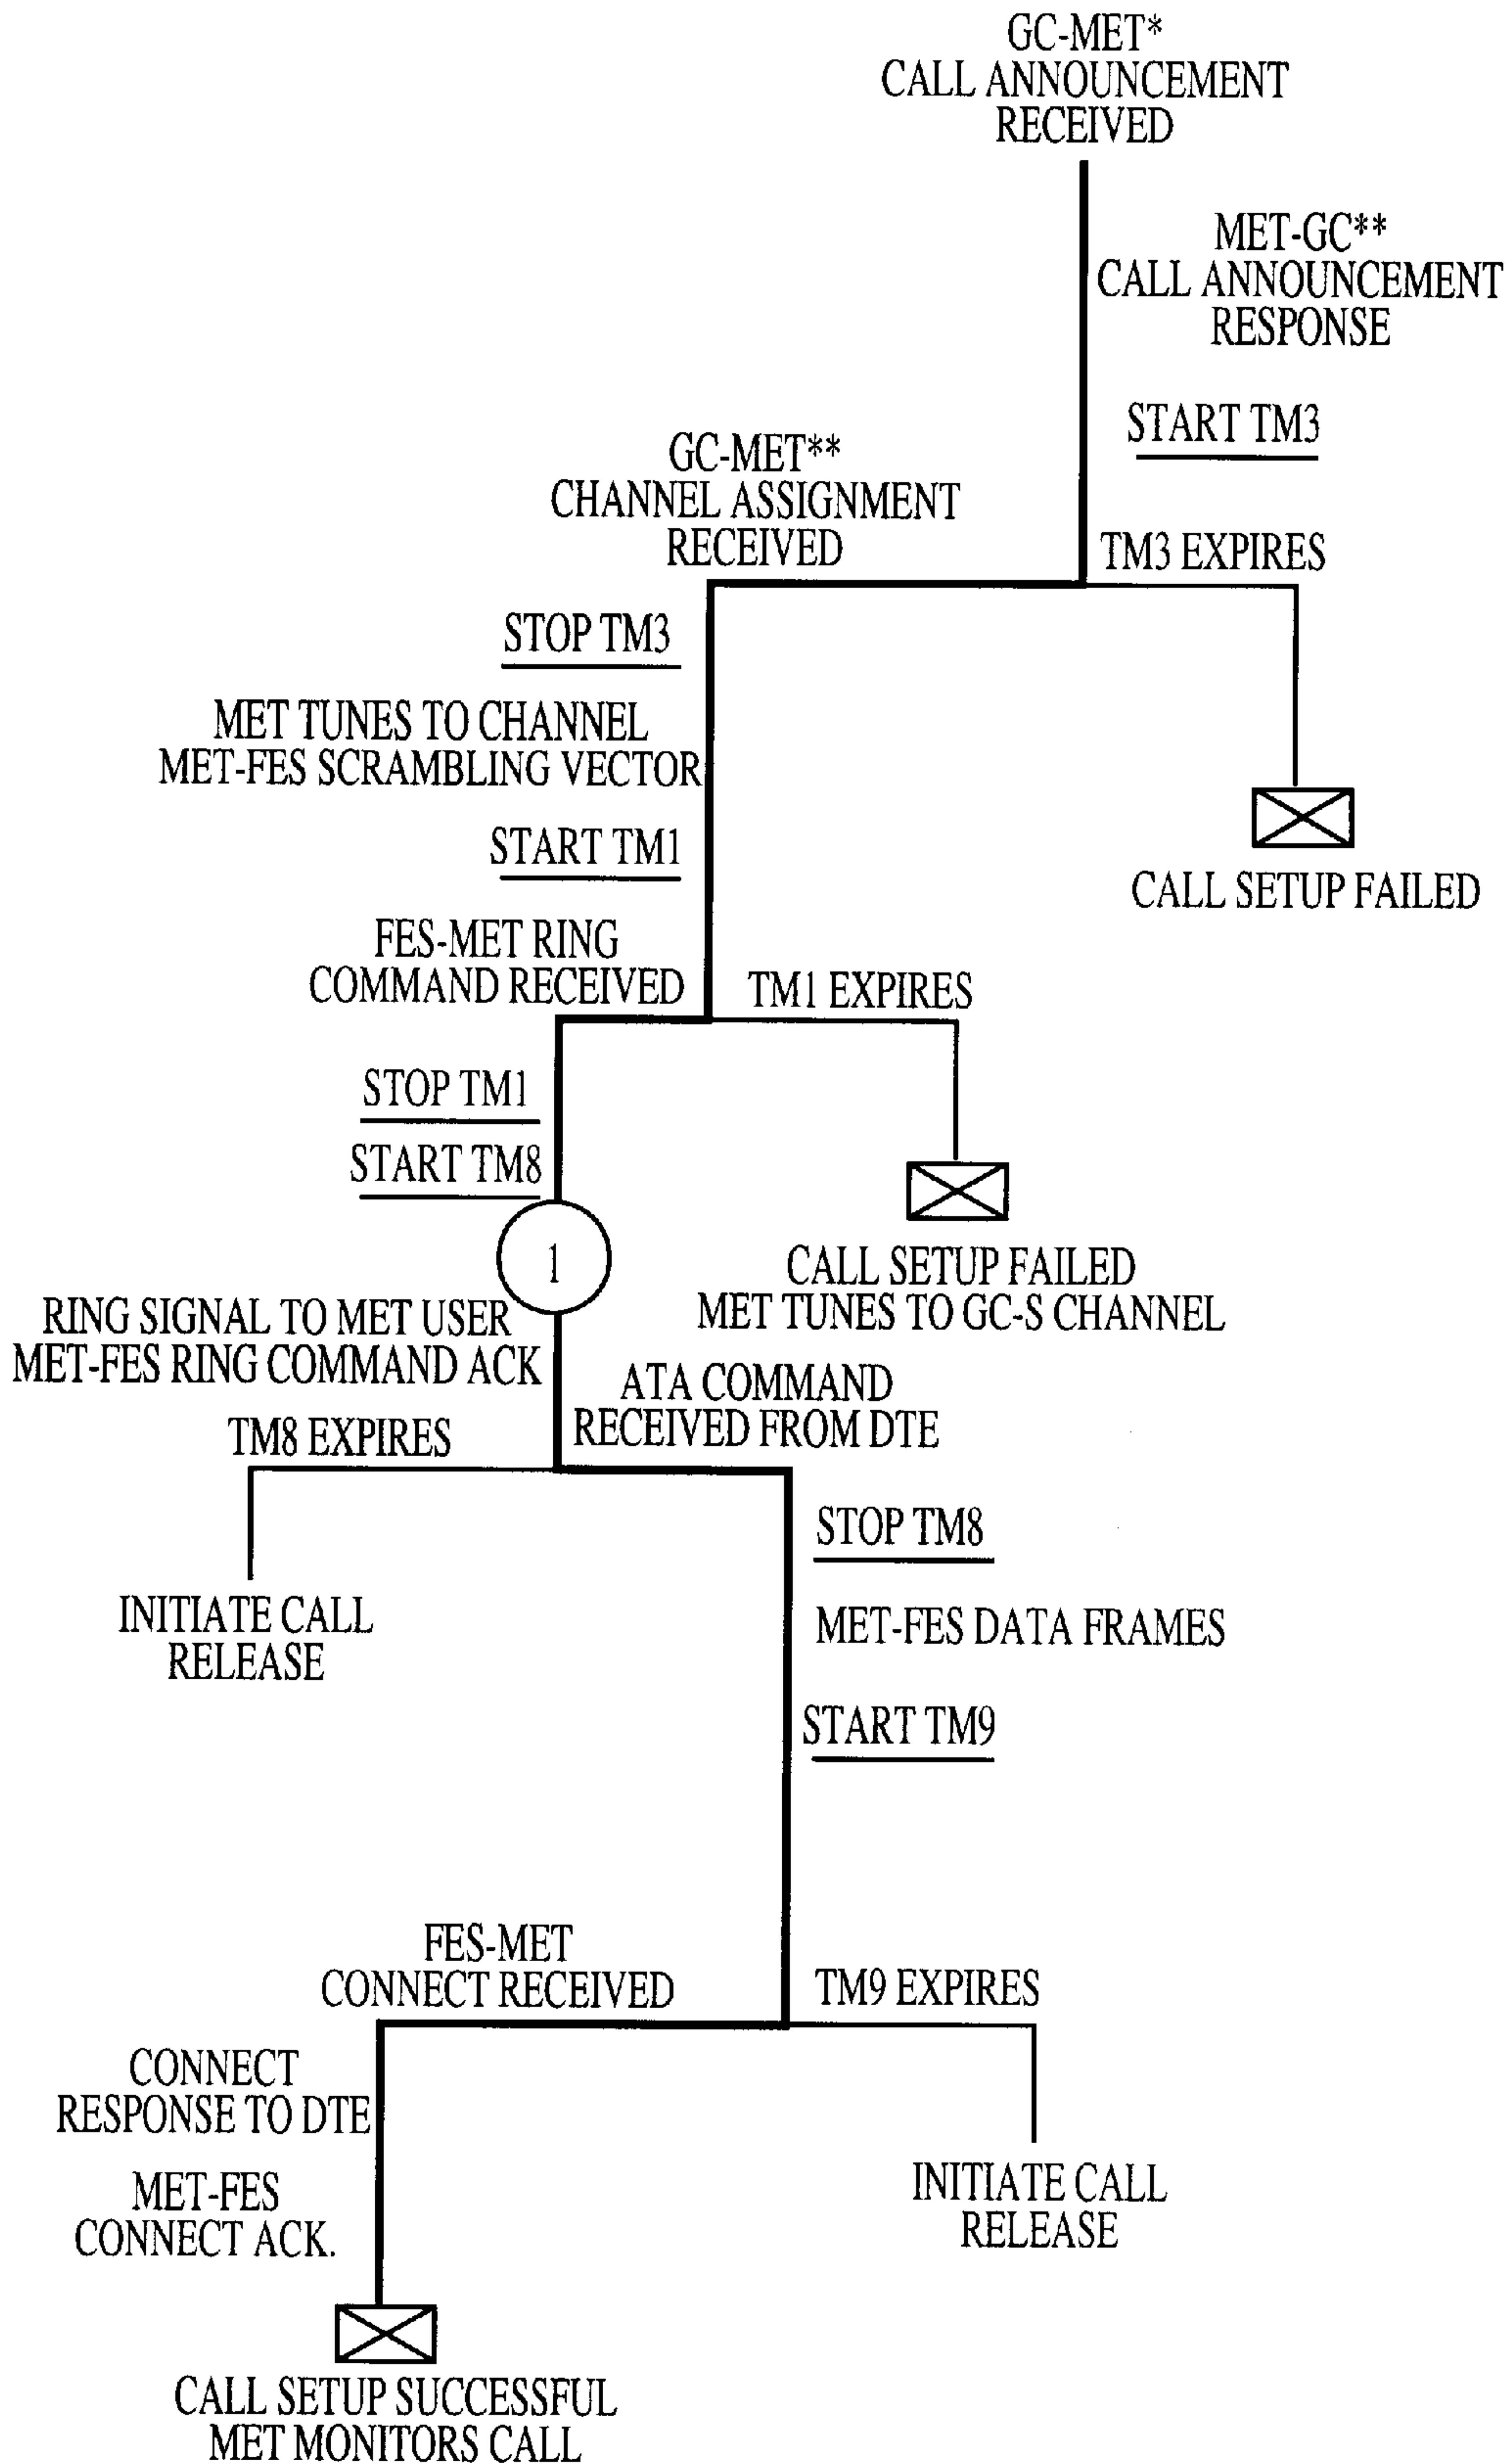 GC-MET*
CALL ANNOUNCEMENT
RECEIVED
MET-GC**
CALL ANNOUNCEMENT
RESPONSE
START TM3
GC-MET**
CHANNEL ASSIGNMENT
RECEIVED
TM3 EXPIRES
STOP TM3
MET TUNES TO CHANNEL
MET-FES SCRAMBLING VECTOR
START TM1
CALL SETUP FAILED
FES-MET RING
COMMAND RECEIVED
TM1 EXPIRES
STOP TM1
START TM8
1
CALL SETUP FAILED
MET TUNES TO GC-S CHANNEL
RING SIGNAL TO MET USER
MET-FES RING COMMAND ACK
ATA COMMAND
RECEIVED FROM DTE
TM8 EXPIRES
STOP TM8
INITIATE CALL
RELEASE
MET-FES DATA FRAMES
START TM9
FES-MET
CONNECT RECEIVED
TM9 EXPIRES
CONNECT
RESPONSE TO DTE
MET-FES
CONNECT ACK.
INITIATE CALL
RELEASE
CALL SETUP SUCCESSFUL
MET MONITORS CALL